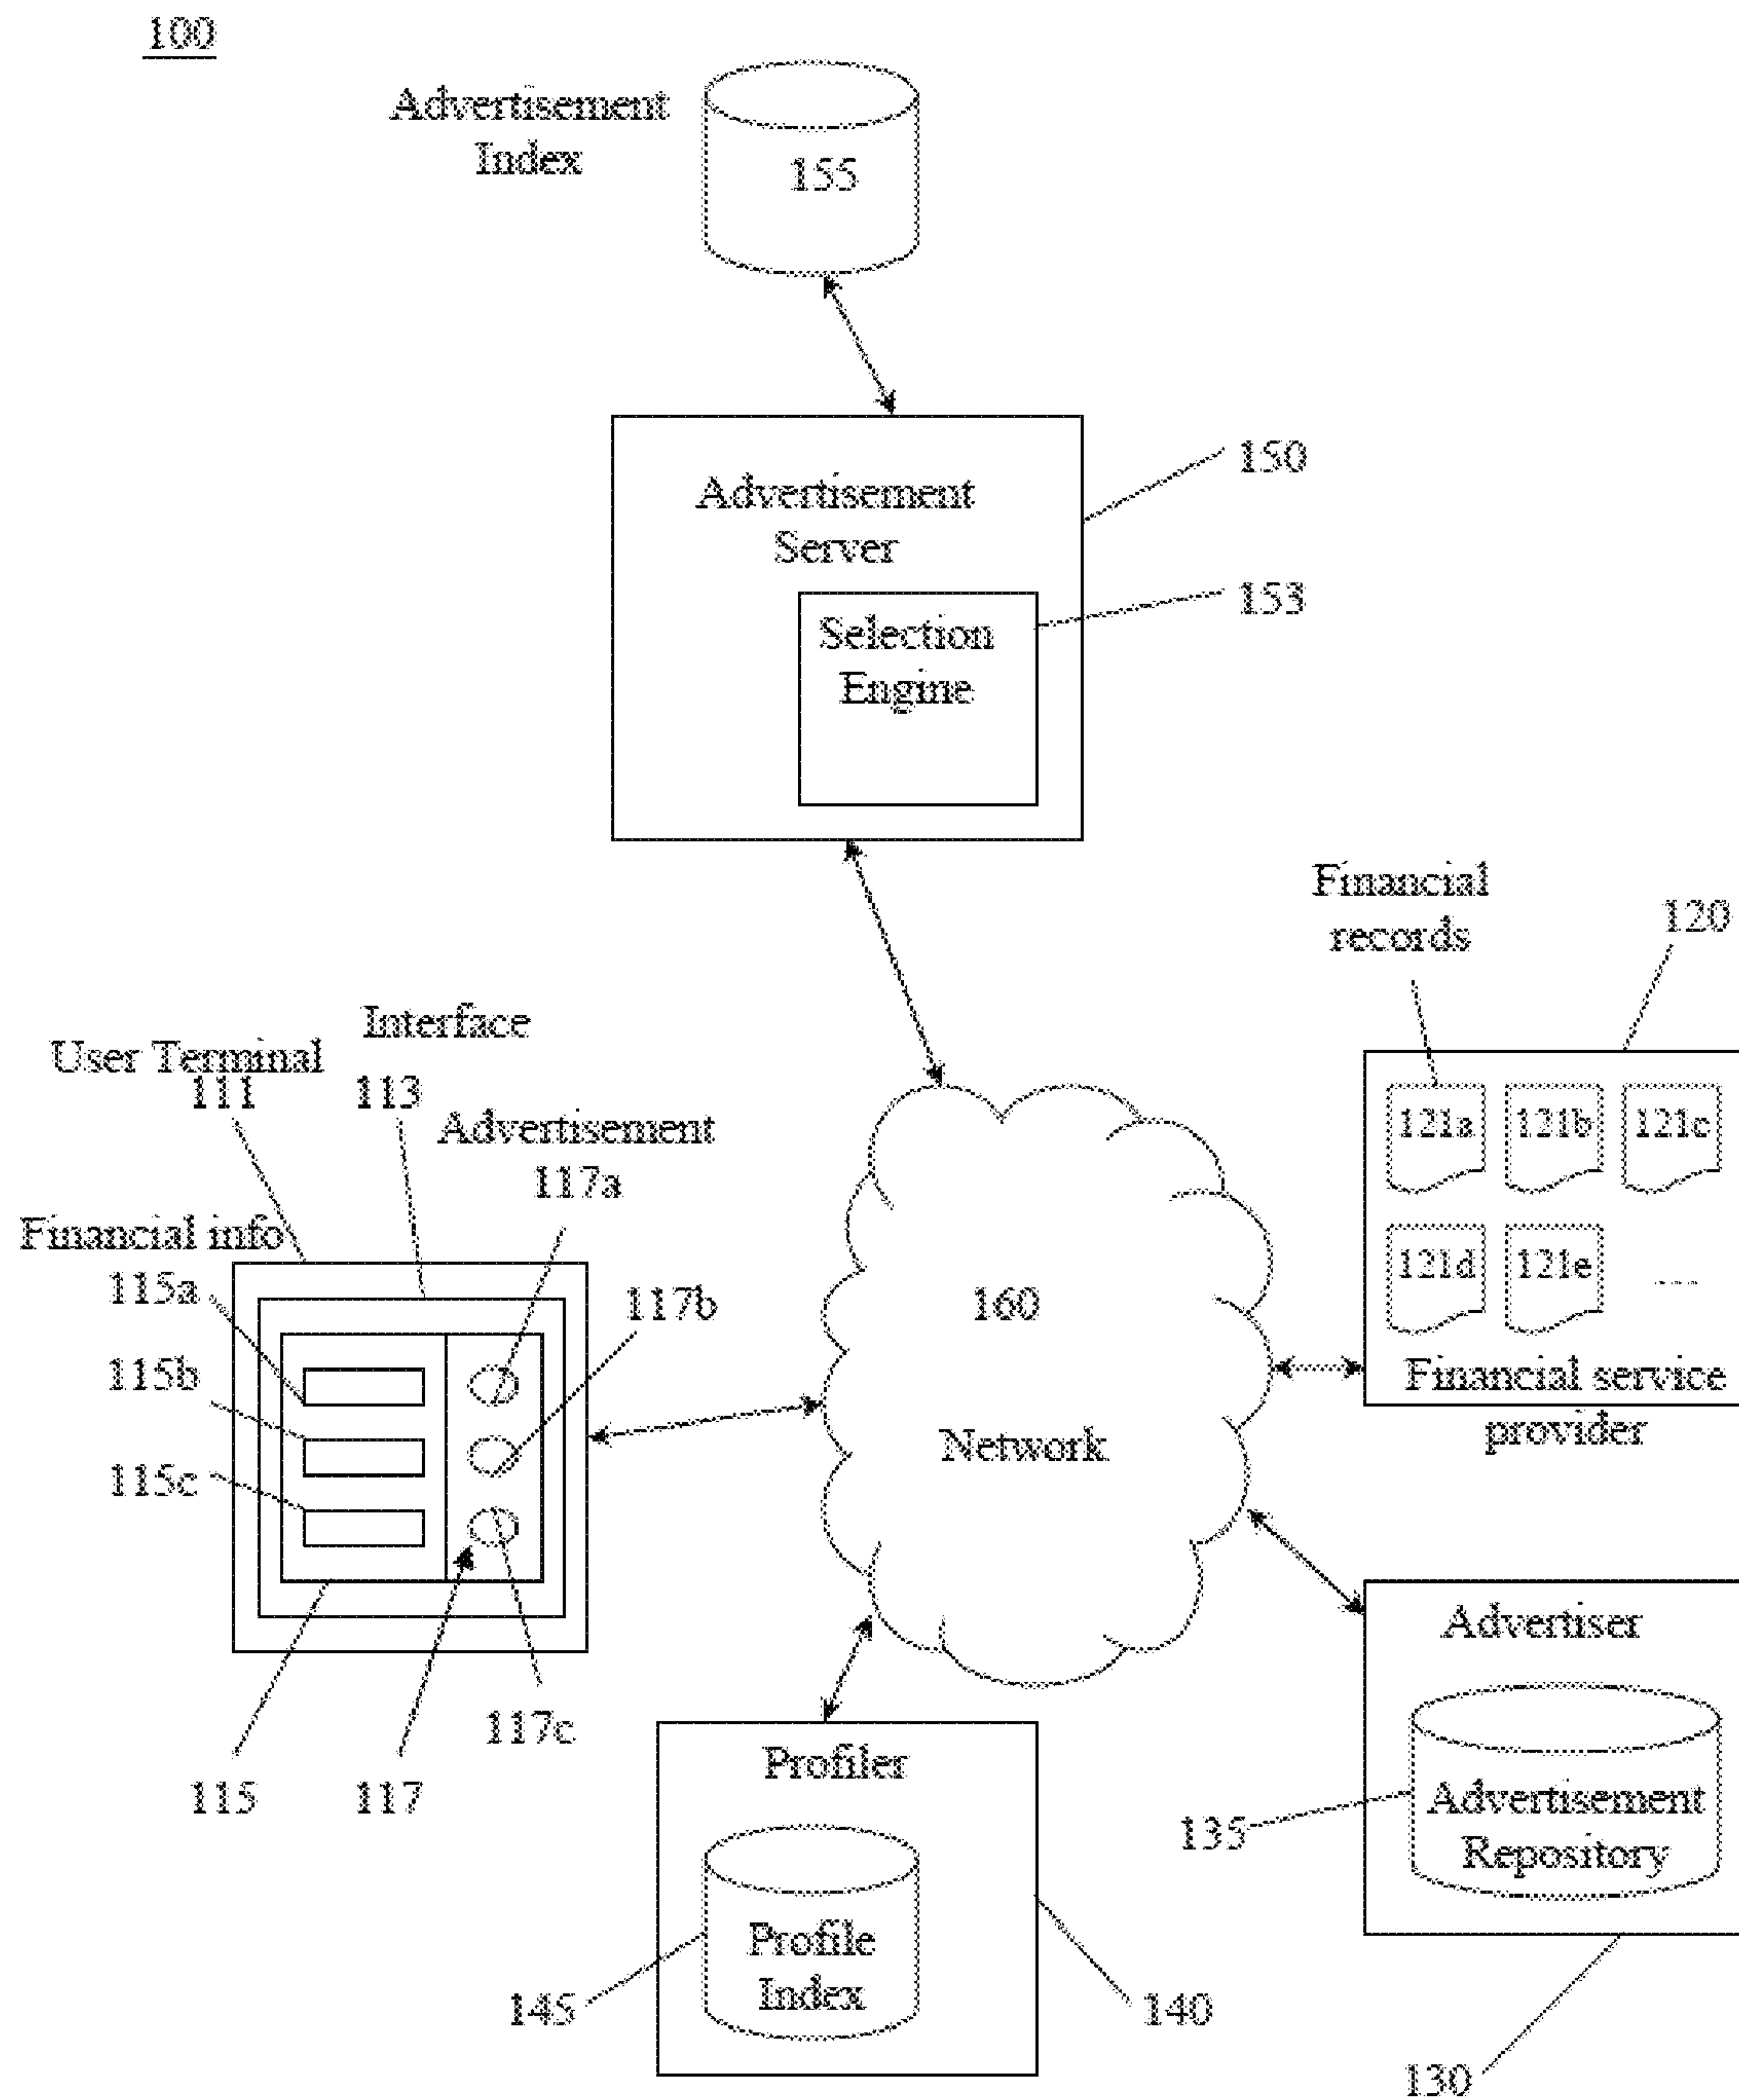 100
Advertisement
Index
155
Advertisement
Server
150
Selection
Engine
153
Financial
records
120
121a 121b 121c
121d 121e ....
Financial service
provider
User Terminal
111
Interface
113
Advertisement
117a
Financial info
115a
117b
115b
115c
160
Network
115
117
117c
Advertiser
Advertisement
Repository
135
130
Profiler
Profile
Index
145
140